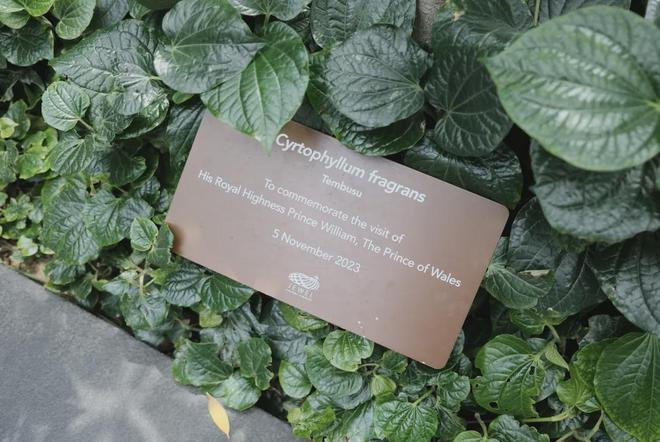 Cyrtophyllum fragrans
Tembusu
To commemorate the visit of
His Royal Highness Prince William, The Prince of Wales
5 November 2023
JEWEL